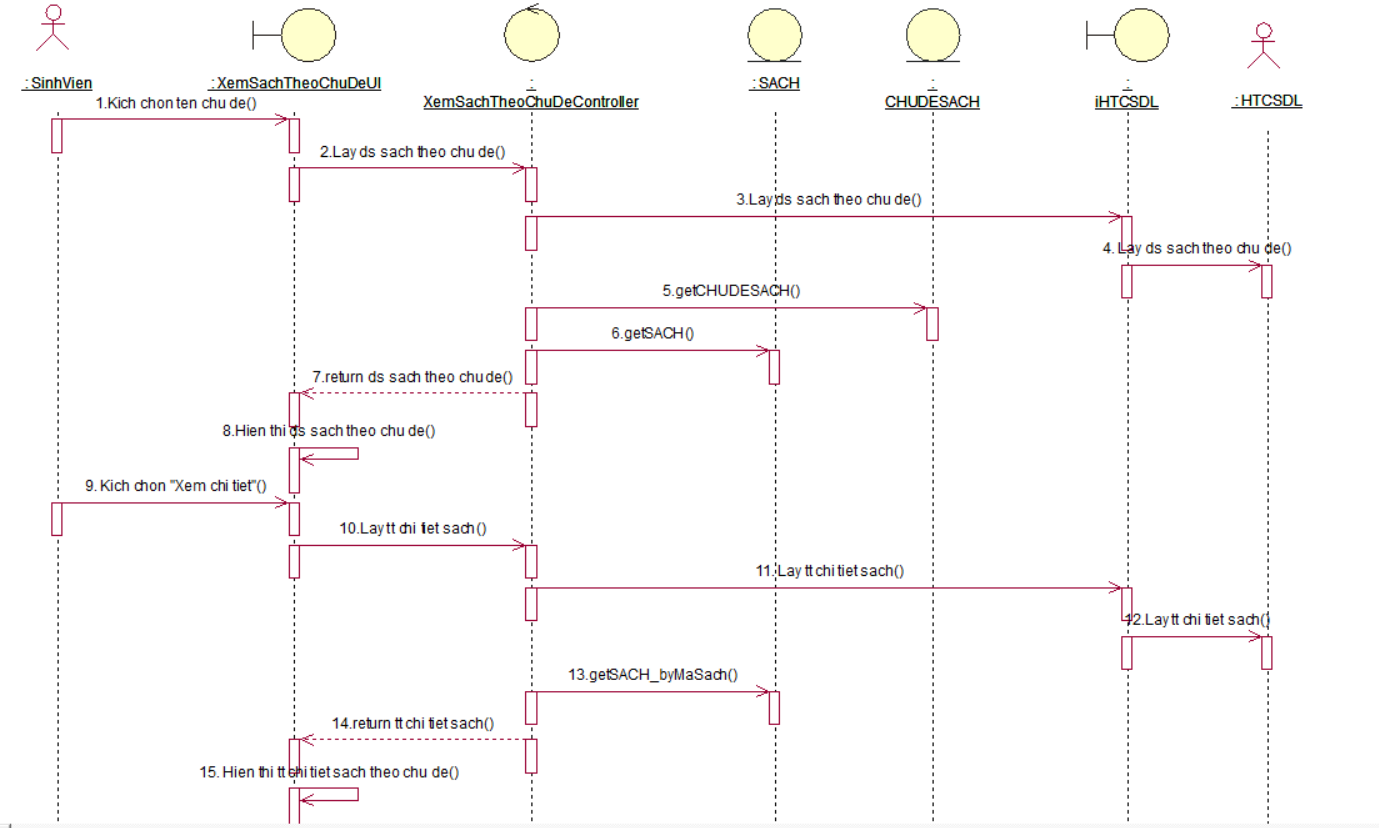 : SinhVien
: XemSachTheoChuDeUI
:
XemSachTheoChuDeController
: SACH
:
CHUDESACH
:
iHTCSDL
: HTCSDL
1.Kich chon ten chu de()
2.Lay ds sach theo chu de()
3.Lay ds sach theo chu de()
4. Lay ds sach theo chu de()
5.getCHUDESACH()
6.getSACH()
7.return ds sach theo chu de()
8.Hien thi ds sach theo chu de()
9. Kich chon "Xem chi tiet"()
10.Lay tt chi tiet sach()
11. Lay tt chi tiet sach()
12.Lay tt chi tiet sach()
13.getSACH_byMaSach()
14.return tt chi tiet sach()
15. Hien thi tt chi tiet sach theo chu de()